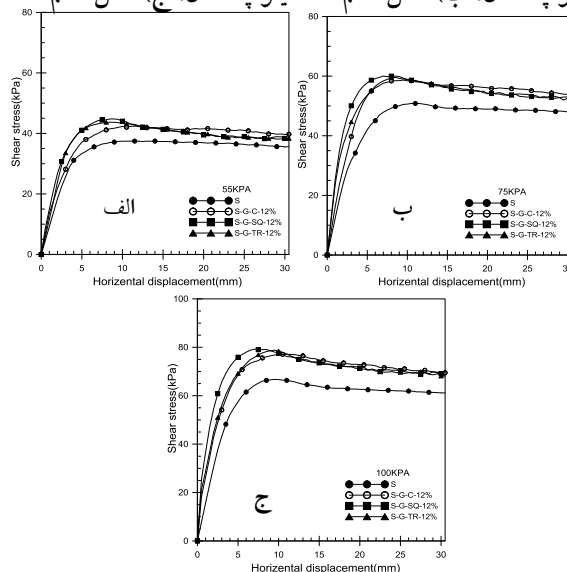 80
60
40
20
0
Shear stress(kPa)
0 5 10 15 20 25 30
Horizental displacement(mm)
55KPA
S
S-G-C-12%
S-G-SQ-12%
S-G-TR-12%
الف
80
60
40
20
0
Shear stress(kPa)
0 5 10 15 20 25 30
Horizental displacement(mm)
75KPA
S
S-G-C-12%
S-G-SQ-12%
S-G-TR-12%
ب
100
80
60
40
20
0
Shear stress(kPa)
0 5 10 15 20 25 30
Horizental displacement(mm)
100KPA
S
S-G-C-12%
S-G-SQ-12%
S-G-TR-12%
ج